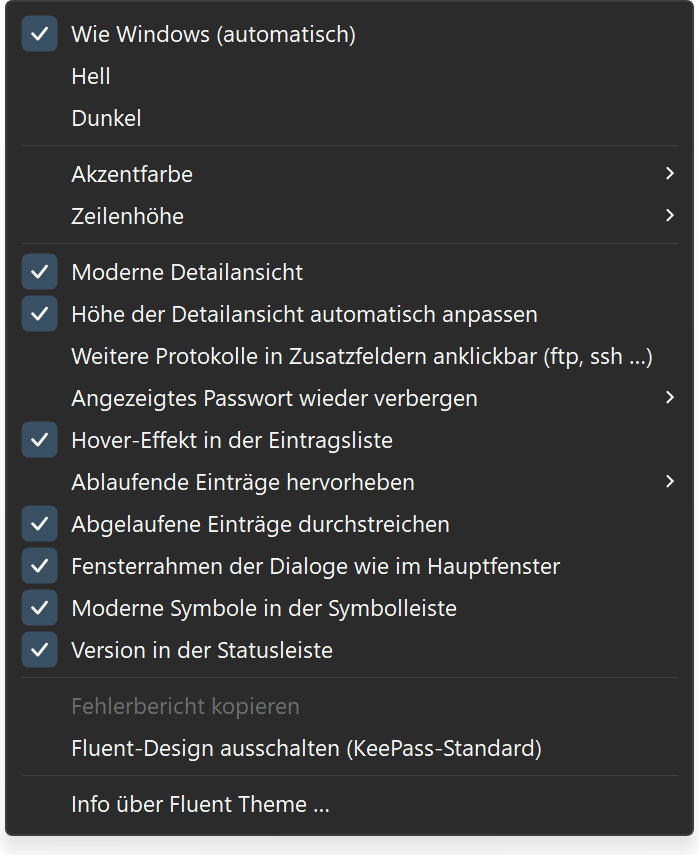 Wie Windows (automatisch)
Hell
Dunkel
Akzentfarbe
Zeilenhöhe
Moderne Detailansicht
Höhe der Detailansicht automatisch anpassen
Weitere Protokolle in Zusatzfeldern anklickbar (ftp, ssh ...)
Angezeigtes Passwort wieder verbergen
Hover-Effekt in der Eintragsliste
Ablaufende Einträge hervorheben
Abgelaufene Einträge durchstreichen
Fensterrahmen der Dialoge wie im Hauptfenster
Moderne Symbole in der Symbolleiste
Version in der Statusleiste
Fehlerbericht kopieren
Fluent-Design ausschalten (KeePass-Standard)
Info über Fluent Theme ...